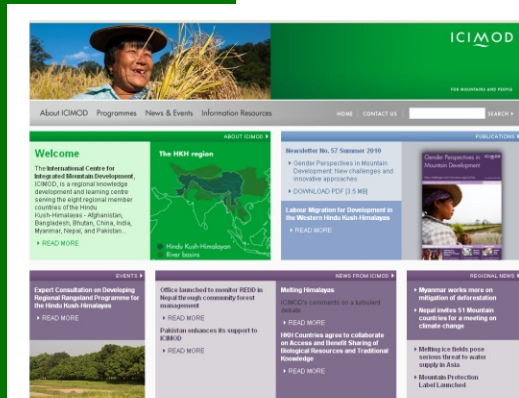 ICIMOD
FOR MOUNTAINS AND PEOPLE
About ICIMOD Programmes News & Events Information Resources
HOME | CONTACT US
SEARCH
ABOUT ICIMOD
Welcome
The International Centre for
Integrated Mountain Development,
ICIMOD, is a regional knowledge
development and learning centre
serving the eight regional member
countries of the Hindu
Kush-Himalayas - Afghanistan,
Bangladesh, Bhutan, China, India,
Myanmar, Nepal, and Pakistan...
READ MORE
The HKH region
Hindu Kush-Himalayan
River basins
PUBLICATIONS
Newsletter No. 57 Summer 2010
Gender Perspectives in Mountain
Development: New challenges and
innovative approaches
DOWNLOAD PDF [3.5 MB]
Labour Migration for Development in
the Western Hindu Kush-Himalayas
READ MORE
Gender Perspectives in
Mountain Development
EVENTS
Expert Consultation on Developing
Regional Rangeland Programme for
the Hindu Kush Himalayas
READ MORE
NEWS FROM ICIMOD
Office launched to monitor REDD in
Nepal through community forest
management
READ MORE
Pakistan enhances its support to
ICIMOD
READ MORE
Melting Himalayas
ICIMOD's comments on a turbulent
debate
READ MORE
HKH Countries agree to collaborate
on Access and Benefit Sharing of
Biological Resources and Traditional
Knowledge
READ MORE
REGIONAL NEWS
Myanmar works more on
mitigation of deforestation
Nepal invites 51 Mountain
countries for a meeting on
climate change
Melting ice fields pose
serious threat to water
supply in Asia
Mountain Protection
Label Launched